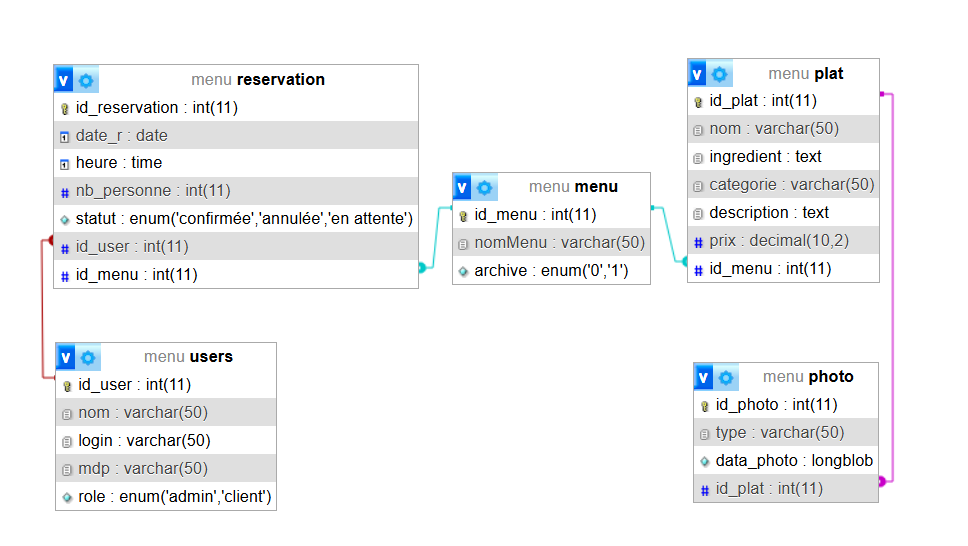 menu reservation
id_reservation : int(11)
date_r : date
heure : time
nb_personne : int(11)
statut : enum('confirmée','annulée','en attente')
id_user : int(11)
id_menu : int(11)
menu menu
id_menu : int(11)
nomMenu : varchar(50)
archive : enum('0','1')
menu plat
id_plat : int(11)
nom : varchar(50)
ingredient : text
categorie : varchar(50)
description : text
prix : decimal(10,2)
id_menu : int(11)
menu users
id_user : int(11)
nom : varchar(50)
login : varchar(50)
mdp : varchar(50)
role : enum('admin','client')
menu photo
id_photo : int(11)
type : varchar(50)
data_photo : longblob
id_plat : int(11)